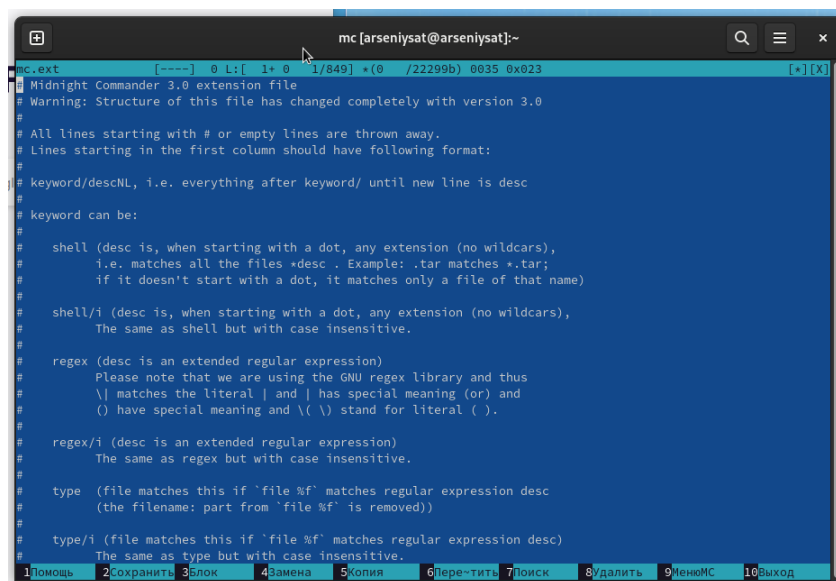 mc [arseniysat@arseniysat]:~
mc.ext [----] 0 L:[ 1+ 0 1/849] *(0 /22299b) 0035 0x023 [*][X]
# Midnight Commander 3.0 extension file
# Warning: Structure of this file has changed completely with version 3.0
#
# All lines starting with # or empty lines are thrown away.
# Lines starting in the first column should have following format:
#
# keyword/descNL, i.e. everything after keyword/ until new line is desc
#
# keyword can be:
#
# shell (desc is, when starting with a dot, any extension (no wildcars),
# i.e. matches all the files *desc . Example: .tar matches *.tar;
# if it doesn't start with a dot, it matches only a file of that name)
#
# shell/i (desc is, when starting with a dot, any extension (no wildcars),
# The same as shell but with case insensitive.
#
# regex (desc is an extended regular expression)
# Please note that we are using the GNU regex library and thus
# \| matches the literal | and | has special meaning (or) and
# () have special meaning and \( \) stand for literal ( ).
#
# regex/i (desc is an extended regular expression)
# The same as regex but with case insensitive.
#
# type (file matches this if `file %f` matches regular expression desc
# (the filename: part from `file %f` is removed))
#
# type/i (file matches this if `file %f` matches regular expression desc)
# The same as type but with case insensitive.
1Помощь 2Сохранить 3Блок 4Замена 5Копия 6Пере~тить 7Поиск 8Удалить 9МенюМС 10Выход